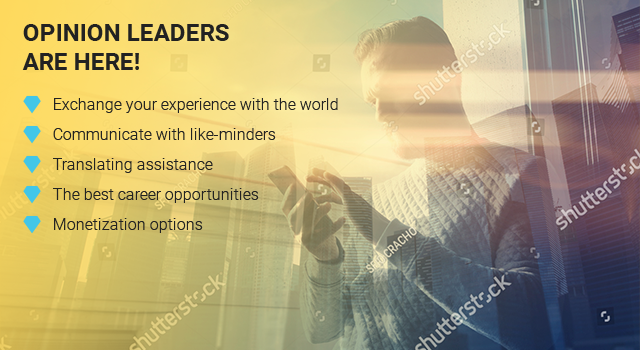 OPINION LEADERS
ARE HERE!
Exchange your experience with the world
Communicate with like-minders
Translating assistance
The best career opportunities
Monetization options
shutterstock
shutterstock
shutterstock
shutterstock